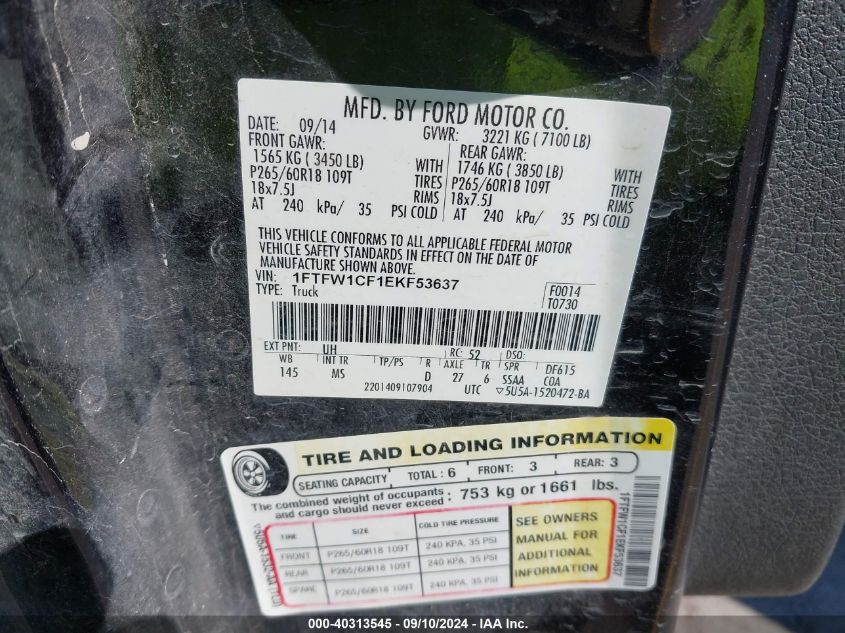 MFD. BY FORD MOTOR CO.
DATE: 09/14 GVWR: 3221 KG ( 7100 LB)
FRONT GAWR: REAR GAWR:
1565 KG ( 3450 LB) WITH 1746 KG ( 3850 LB) WITH
P265/60R18 109T TIRES P265/60R18 109T TIRES
18x7.5J RIMS 18x7.5J RIMS
AT 240 kPa/ 35 PSI COLD AT 240 kPa/ 35 PSI COLD
THIS VEHICLE CONFORMS TO ALL APPLICABLE FEDERAL MOTOR
VEHICLE SAFETY STANDARDS IN EFFECT ON THE DATE OF
MANUFACTURE SHOWN ABOVE.
VIN: 1FTFW1CF1EKF53637 F0014
TYPE: Truck T0730
EXT PNT: UH RC: 52 DSO:
WB INT TR TP/PS R AXLE TR SPR DF615
145 MS D 27 6 SSAA COA
2201409107904 UTC ▽5U5A-1520472-BA
TIRE AND LOADING INFORMATION
SEATING CAPACITY TOTAL : 6 FRONT: 3 REAR: 3
The combined weight of occupants
and cargo should never exceed : 753 kg or 1661 lbs.
TIRE SIZE COLD TIRE PRESSURE
FRONT P265/60R18 109T 240 KPA, 35 PSI
REAR P265/60R18 109T 240 KPA, 35 PSI
SPARE P265/60R18 109T 240 KPA, 35 PSI
SEE OWNERS
MANUAL FOR
ADDITIONAL
INFORMATION
1FTFW1CF1EKF53637
000-40313545 - 09/10/2024 - IAA Inc.